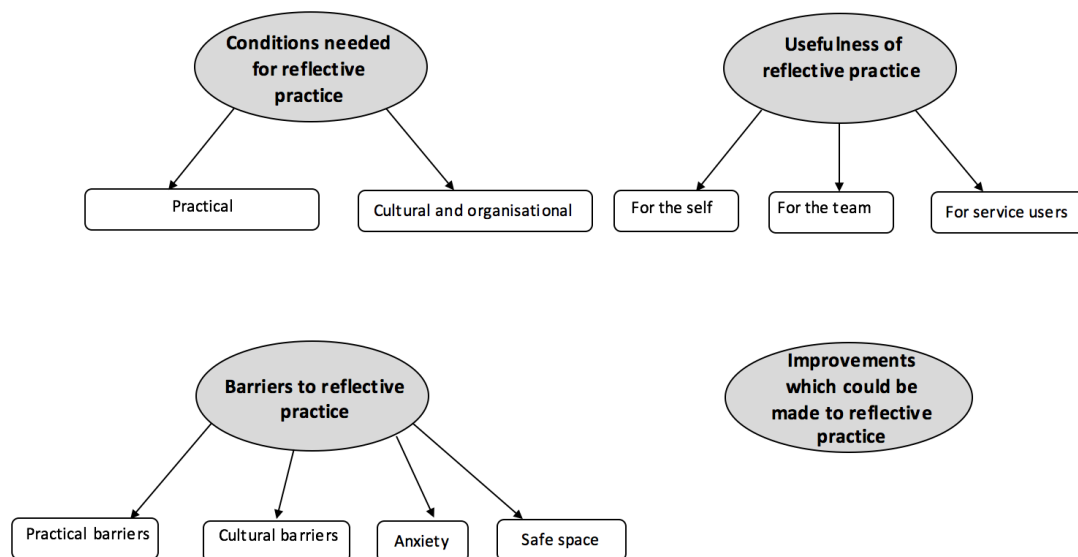 Conditions needed
for reflective
practice
Usefulness of
reflective practice
Practical
Cultural and organisational
For the self
For the team
For service users
Barriers to reflective
practice
Improvements
which could be
made to reflective
practice
Practical barriers
Cultural barriers
Anxiety
Safe space